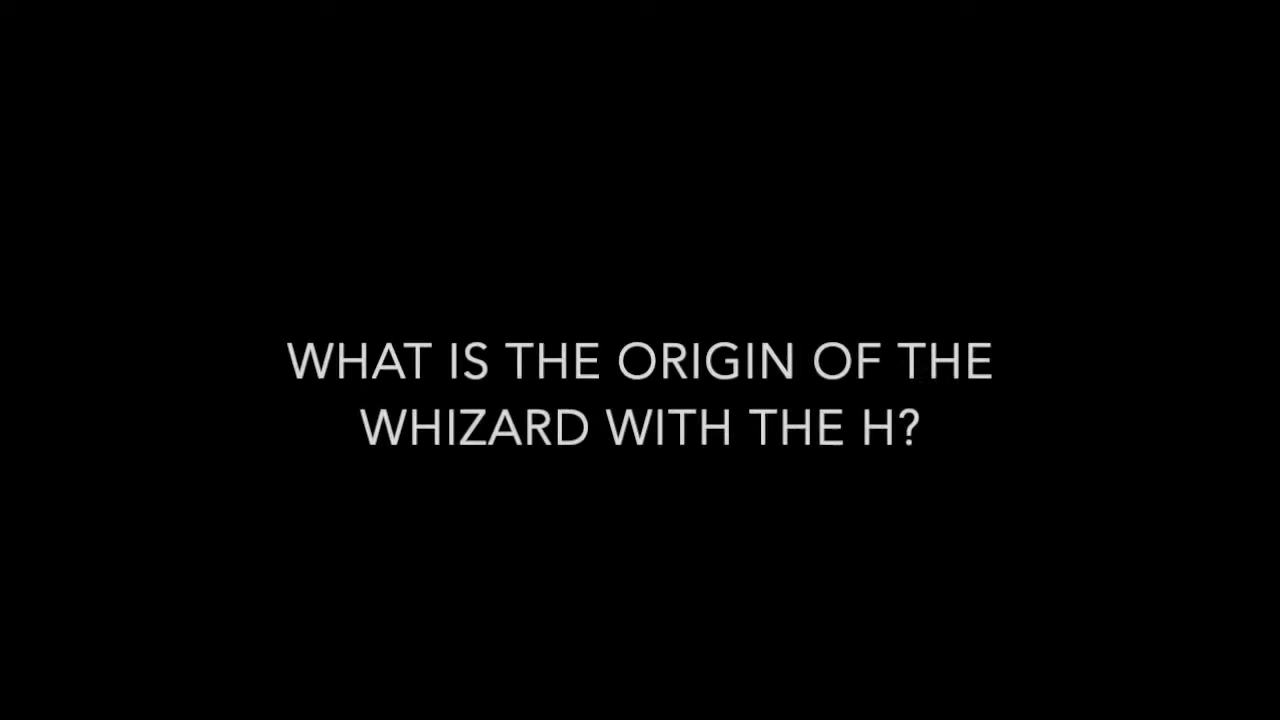 WHAT IS THE ORIGIN OF THE
WHIZARD WITH THE H?